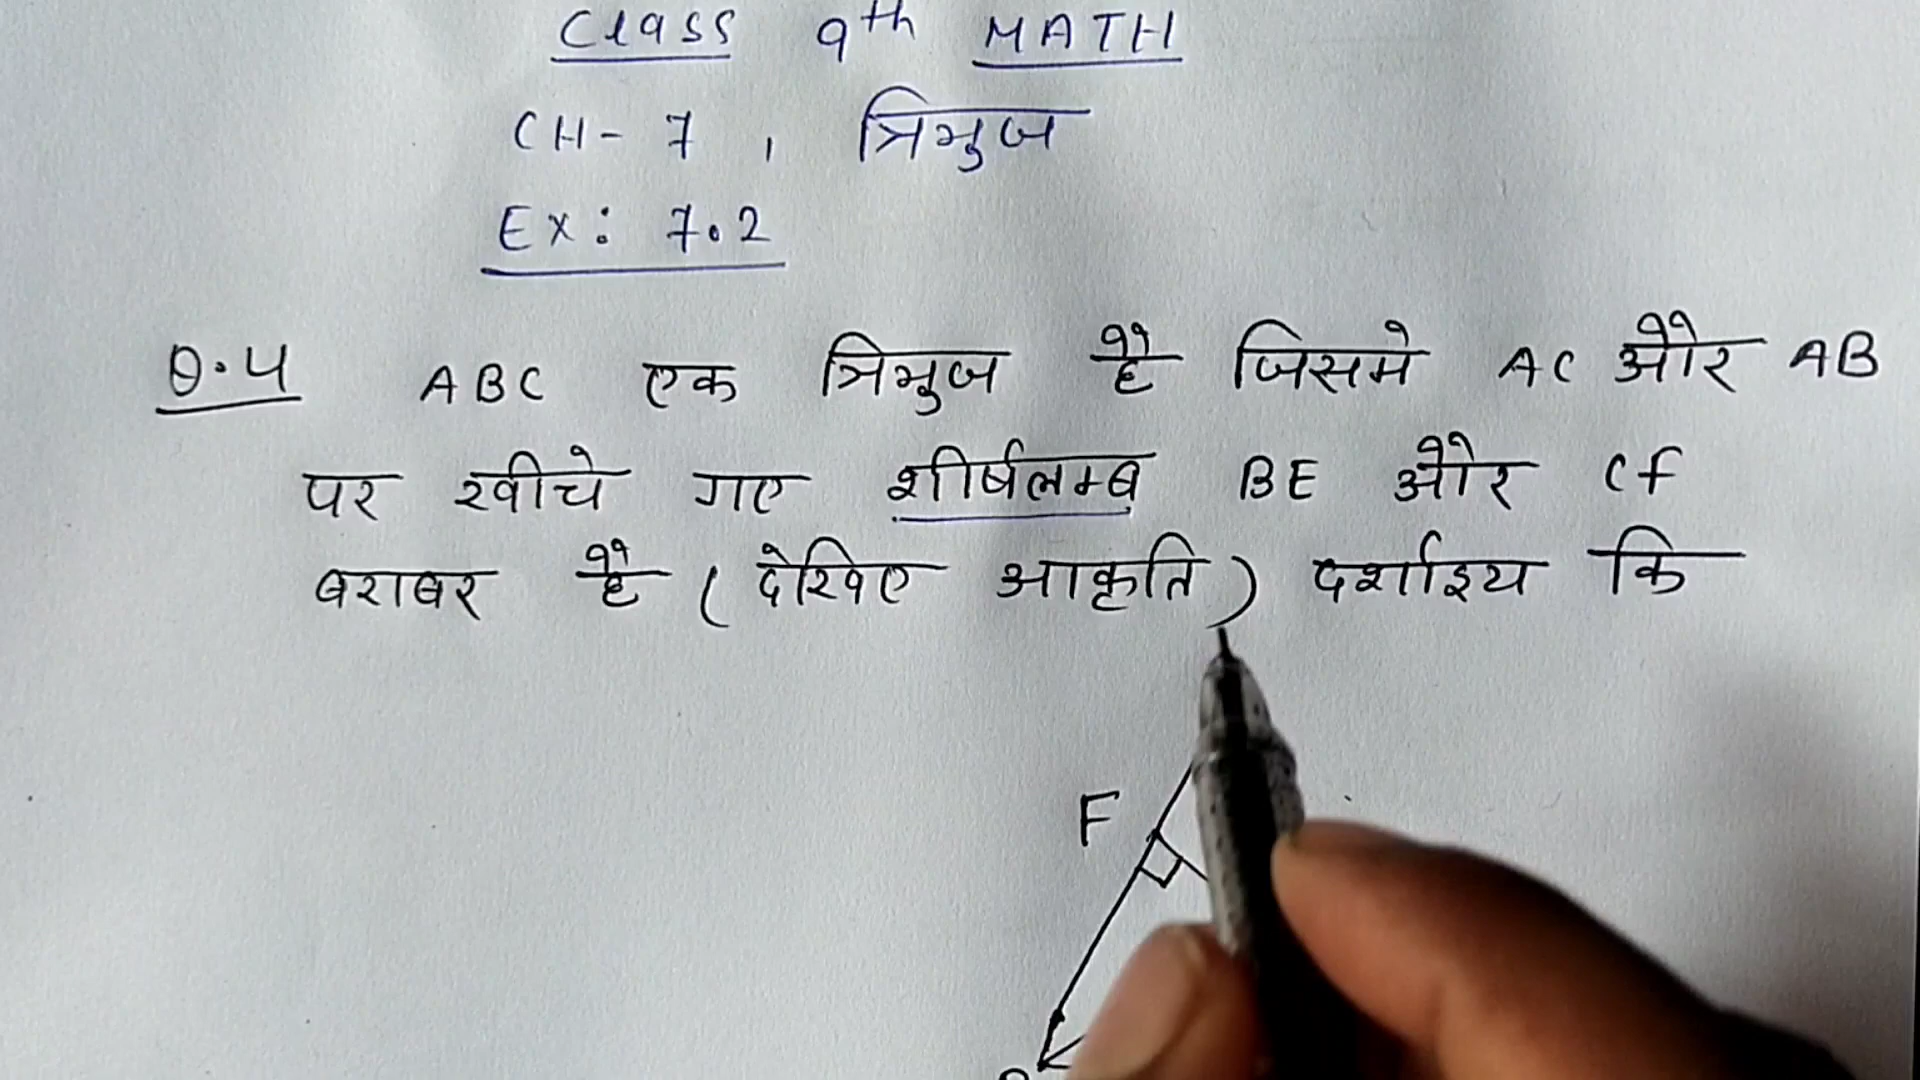 Class 9th MATH
CH- 7 , त्रिभुज
Ex: 7.2
Q.4 ABC एक त्रिभुज है जिसमे AC और AB
पर खीचे गए शीर्षलम्ब BE और CF
बराबर है ( देखिए आकृति ) दर्शाइय कि
F